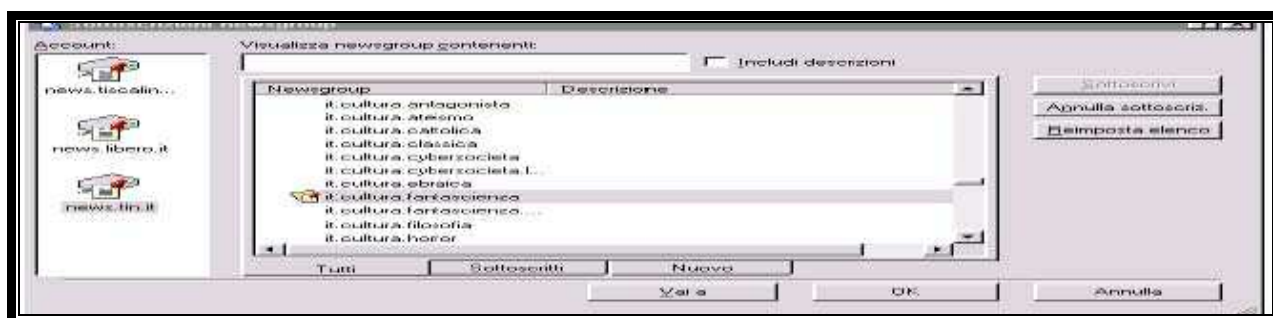 Account:
news.tiscalin...
news.libero.it
news.tin.it
Visualizza newsgroup contenenti:
Includi descrizioni
Newsgroup Descrizione
it.cultura.antagonista
it.cultura.ateismo
it.cultura.cattolica
it.cultura.classica
it.cultura.cybersocieta
it.cultura.cybersocieta.l...
it.cultura.ebraica
it.cultura.fantascienza
it.cultura.fantascienza....
it.cultura.filosofia
it.cultura.horror
Tutti Sottoscritti Nuovo
Sottoscrivi
Annulla sottoscriz.
Reimposta elenco
Vai a OK Annulla